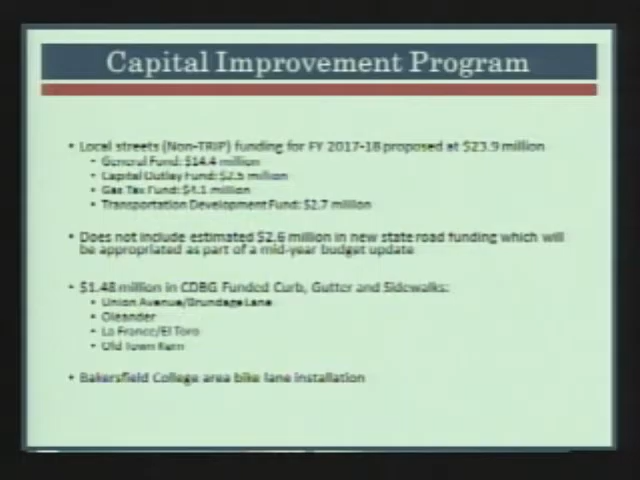 Capital Improvement Program
• Local streets (Non-TRIP) funding for FY 2017-18 proposed at $23.9 million
• General Fund: $14.4 million
• Capital Outlay Fund: $2.5 million
• Gas Tax Fund: $4.1 million
• Transportation Development Fund: $2.7 million
• Does not include estimated $2.6 million in new state road funding which will
be appropriated as part of a mid-year budget update
• $1.48 million in CDBG Funded Curb, Gutter and Sidewalks:
• Union Avenue/Brundage Lane
• Oleander
• La France/El Toro
• Old Town Kern
• Bakersfield College area bike lane installation